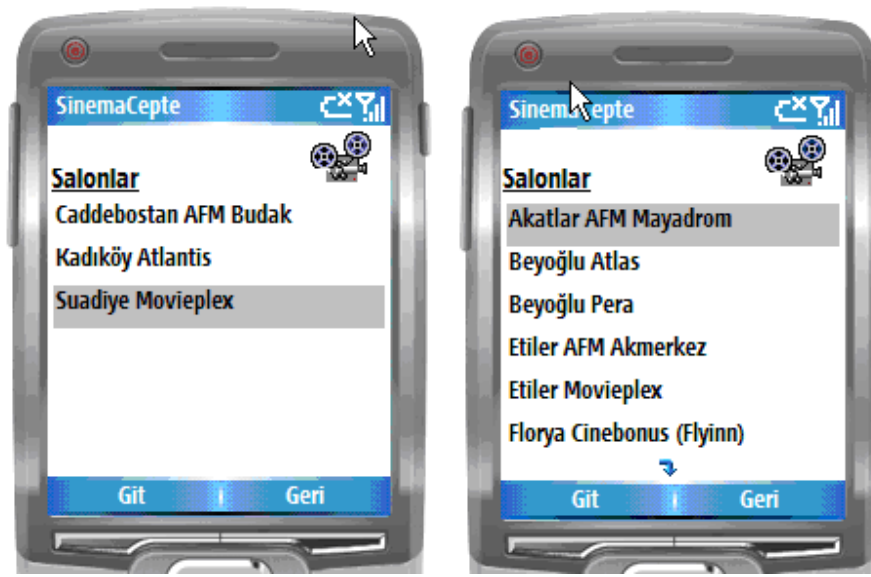 SinemaCepte
Salonlar
Caddebostan AFM Budak
Kadıköy Atlantis
Suadiye Movieplex
Git
Geri
SinemaCepte
Salonlar
Akatlar AFM Mayadrom
Beyoğlu Atlas
Beyoğlu Pera
Etiler AFM Akmerkez
Etiler Movieplex
Florya Cinebonus (Flyinn)
Git
Geri